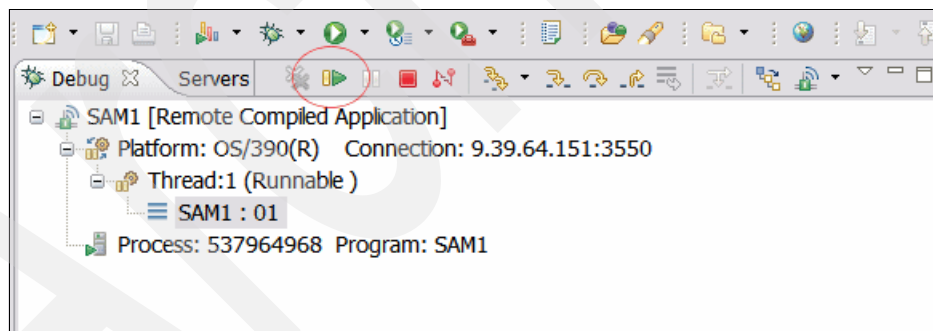 Debug Servers
SAM1 [Remote Compiled Application]
Platform: OS/390(R) Connection: 9.39.64.151:3550
Thread:1 (Runnable )
SAM1 : 01
Process: 537964968 Program: SAM1